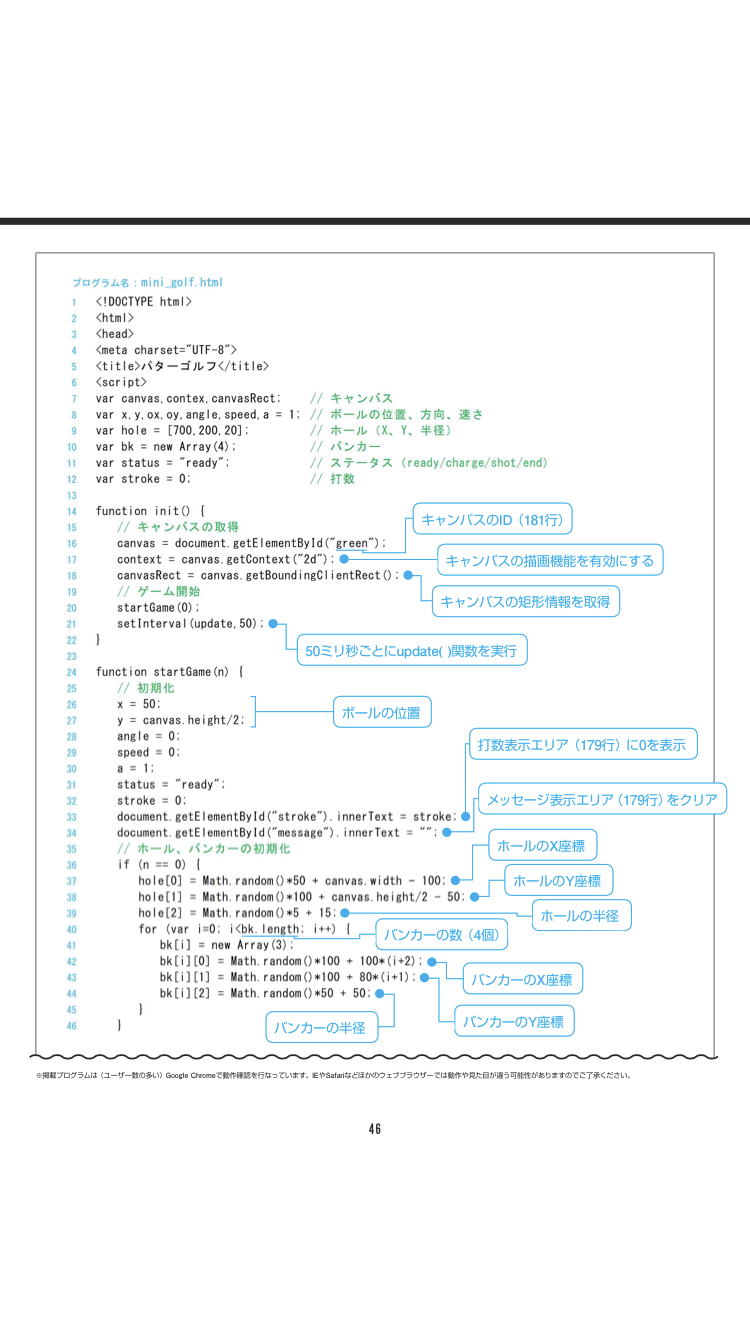 プログラム名：mini_golf.html
1 <!DOCTYPE html>
2 <html>
3 <head>
4 <meta charset="UTF-8">
5 <title>パターゴルフ</title>
6 <script>
7 var canvas,contex,canvasRect; // キャンバス
8 var x,y,ox,oy,angle,speed,a = 1; // ボールの位置、方向、速さ
9 var hole = [700,200,20]; // ホール（X、Y、半径）
10 var bk = new Array(4); // バンカー
11 var status = "ready"; // ステータス（ready/charge/shot/end）
12 var stroke = 0; // 打数
13
14 function init() {
15 // キャンバスの取得
16 canvas = document.getElementById("green"); キャンバスのID（181行）
17 context = canvas.getContext("2d"); キャンバスの描画機能を有効にする
18 canvasRect = canvas.getBoundingClientRect(); キャンバスの矩形情報を取得
19 // ゲーム開始
20 startGame(0);
21 setInterval(update,50); 50ミリ秒ごとにupdate( )関数を実行
22 }
23
24 function startGame(n) {
25 // 初期化
26 x = 50; ボールの位置
27 y = canvas.height/2;
28 angle = 0;
29 speed = 0;
30 a = 1;
31 status = "ready";
32 stroke = 0;
33 document.getElementById("stroke").innerText = stroke; 打数表示エリア（179行）に0を表示
34 document.getElementById("message").innerText = ""; メッセージ表示エリア（179行）をクリア
35 // ホール、バンカーの初期化
36 if (n == 0) {
37 hole[0] = Math.random()*50 + canvas.width - 100; ホールのX座標
38 hole[1] = Math.random()*100 + canvas.height/2 - 50; ホールのY座標
39 hole[2] = Math.random()*5 + 15; ホールの半径
40 for (var i=0; i<bk.length; i++) { バンカーの数（4個）
41 bk[i] = new Array(3);
42 bk[i][0] = Math.random()*100 + 100*(i+2); バンカーのX座標
43 bk[i][1] = Math.random()*100 + 80*(i+1); バンカーのY座標
44 bk[i][2] = Math.random()*50 + 50; バンカーの半径
45 }
46 }
※掲載プログラムは（ユーザー数の多い）Google Chromeで動作確認を行なっています。IEやSafariなどほかのウェブブラウザーでは動作や見た目が違う可能性がありますのでご了承ください。
46